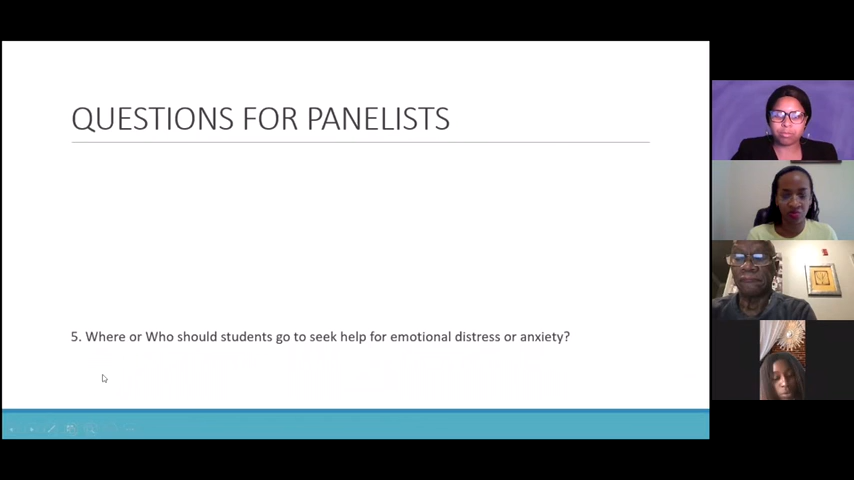 QUESTIONS FOR PANELISTS
5. Where or Who should students go to seek help for emotional distress or anxiety?